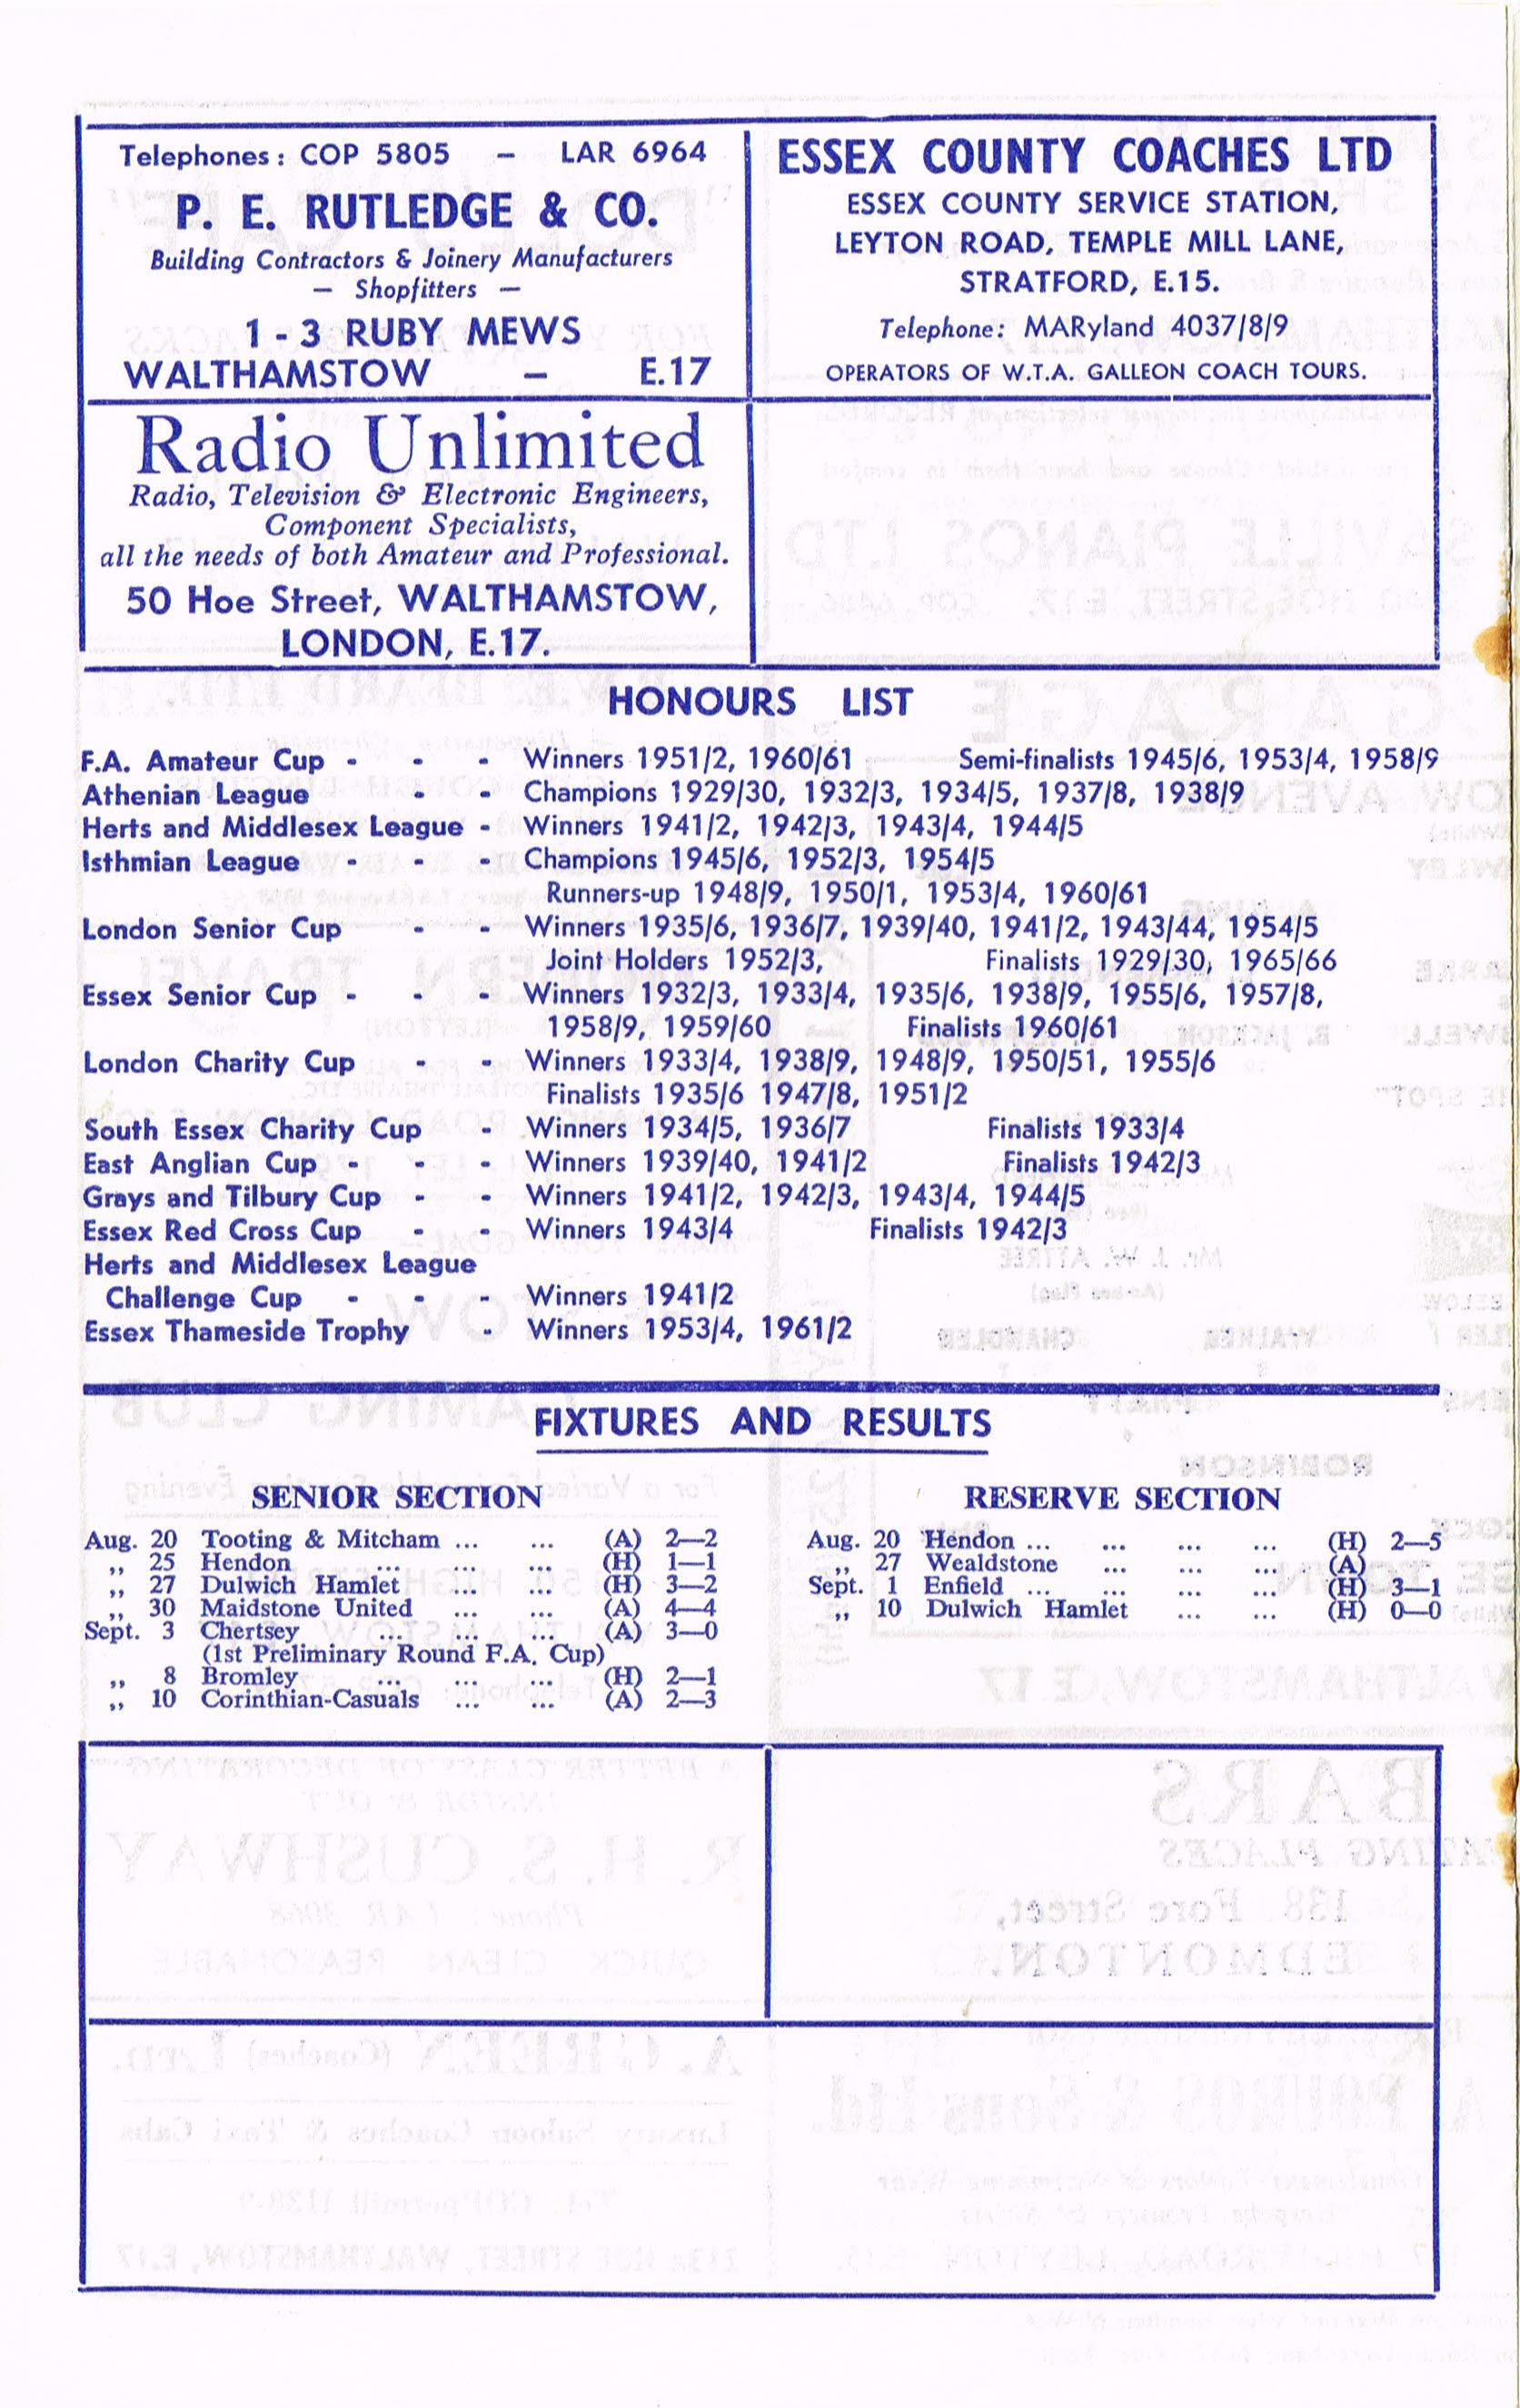 Telephones: COP 5805 – LAR 6964
P. E. RUTLEDGE & CO.
Building Contractors & Joinery Manufacturers
– Shopfitters –
1 - 3 RUBY MEWS
WALTHAMSTOW – E.17
ESSEX COUNTY COACHES LTD
ESSEX COUNTY SERVICE STATION,
LEYTON ROAD, TEMPLE MILL LANE,
STRATFORD, E.15.
Telephone: MARyland 4037/8/9
OPERATORS OF W.T.A. GALLEON COACH TOURS.
Radio Unlimited
Radio, Television & Electronic Engineers,
Component Specialists,
all the needs of both Amateur and Professional.
50 Hoe Street, WALTHAMSTOW,
LONDON, E.17.
HONOURS LIST
F.A. Amateur Cup - - - Winners 1951/2, 1960/61 Semi-finalists 1945/6, 1953/4, 1958/9
Athenian League - - Champions 1929/30, 1932/3, 1934/5, 1937/8, 1938/9
Herts and Middlesex League - Winners 1941/2, 1942/3, 1943/4, 1944/5
Isthmian League - - - Champions 1945/6, 1952/3, 1954/5
Runners-up 1948/9, 1950/1, 1953/4, 1960/61
London Senior Cup - - Winners 1935/6, 1936/7, 1939/40, 1941/2, 1943/44, 1954/5
Joint Holders 1952/3, Finalists 1929/30, 1965/66
Essex Senior Cup - - - Winners 1932/3, 1933/4, 1935/6, 1938/9, 1955/6, 1957/8,
1958/9, 1959/60 Finalists 1960/61
London Charity Cup - - Winners 1933/4, 1938/9, 1948/9, 1950/51, 1955/6
Finalists 1935/6 1947/8, 1951/2
South Essex Charity Cup - Winners 1934/5, 1936/7 Finalists 1933/4
East Anglian Cup - - - Winners 1939/40, 1941/2 Finalists 1942/3
Grays and Tilbury Cup - - Winners 1941/2, 1942/3, 1943/4, 1944/5
Essex Red Cross Cup - - Winners 1943/4 Finalists 1942/3
Herts and Middlesex League
Challenge Cup - - - Winners 1941/2
Essex Thameside Trophy - Winners 1953/4, 1961/2
FIXTURES AND RESULTS
SENIOR SECTION
Aug. 20 Tooting & Mitcham ... ... (A) 2—2
,, 25 Hendon ... ... ... (H) 1—1
,, 27 Dulwich Hamlet ... ... (H) 3—2
,, 30 Maidstone United ... ... (A) 4—4
Sept. 3 Chertsey ... ... ... (A) 3—0
(1st Preliminary Round F.A. Cup)
,, 8 Bromley ... ... ... (H) 2—1
,, 10 Corinthian-Casuals ... ... (A) 2—3
RESERVE SECTION
Aug. 20 Hendon ... ... ... ... (H) 2—5
,, 27 Wealdstone ... ... ... (A)
Sept. 1 Enfield ... ... ... ... (H) 3—1
,, 10 Dulwich Hamlet ... ... (H) 0—0